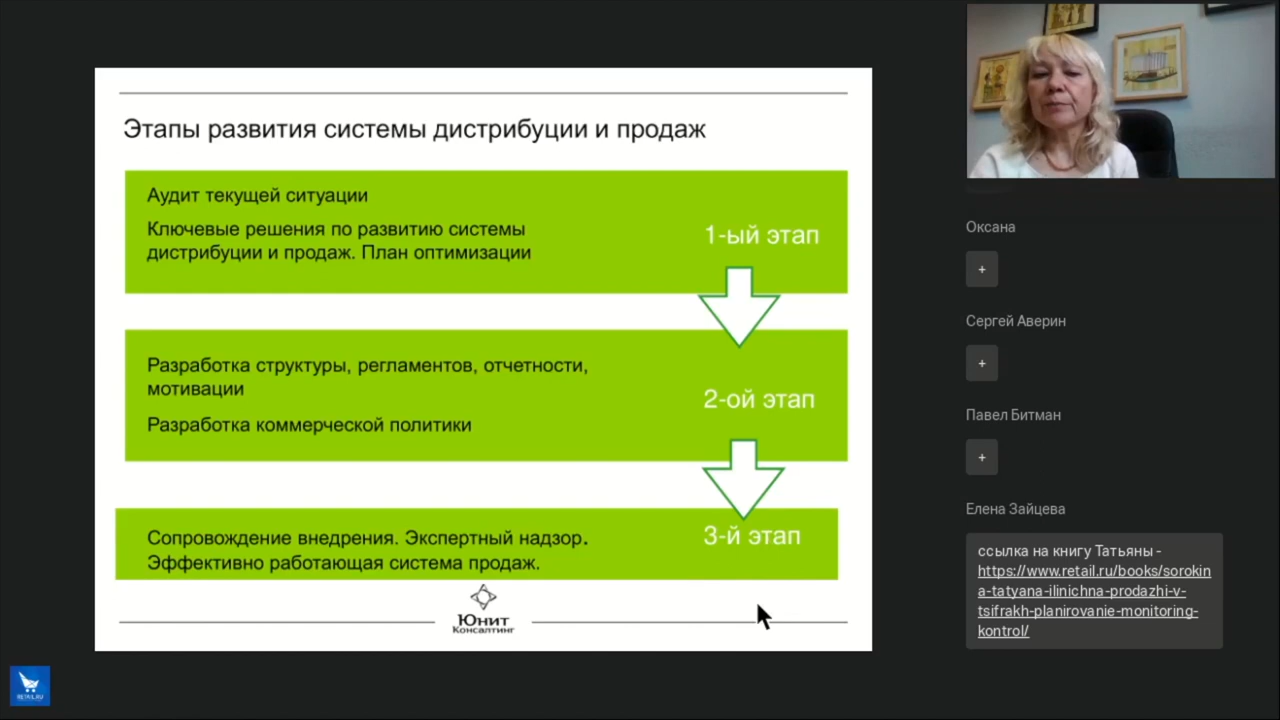 Этапы развития системы дистрибуции и продаж
Аудит текущей ситуации
Ключевые решения по развитию системы
дистрибуции и продаж. План оптимизации
1-ый этап
Разработка структуры, регламентов, отчетности,
мотивации
Разработка коммерческой политики
2-ой этап
Сопровождение внедрения. Экспертный надзор.
Эффективно работающая система продаж.
3-й этап
Юнит
Консалтинг
RETAIL.RU
Оксана
+
Сергей Аверин
+
Павел Битман
+
Елена Зайцева
ссылка на книгу Татьяны -
https://www.retail.ru/books/sorokin
a-tatyana-ilinichna-prodazhi-v-
tsifrakh-planirovanie-monitoring-
kontrol/